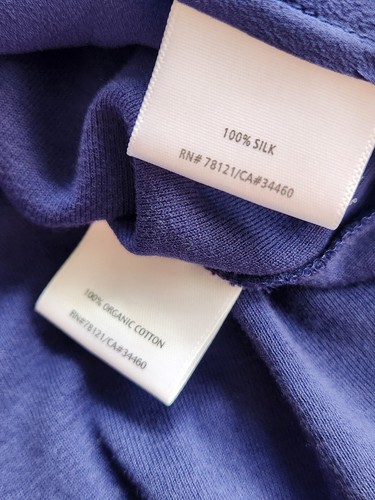 100% SILK
RN# 78121/CA#34460
100% ORGANIC COTTON
RN#78121/CA#34460